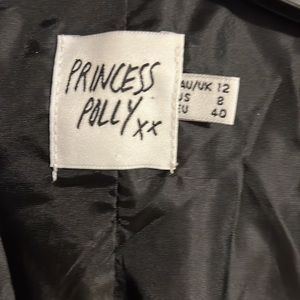 PRINCESS
POLLY xx
AU/UK 12
US 8
EU 40